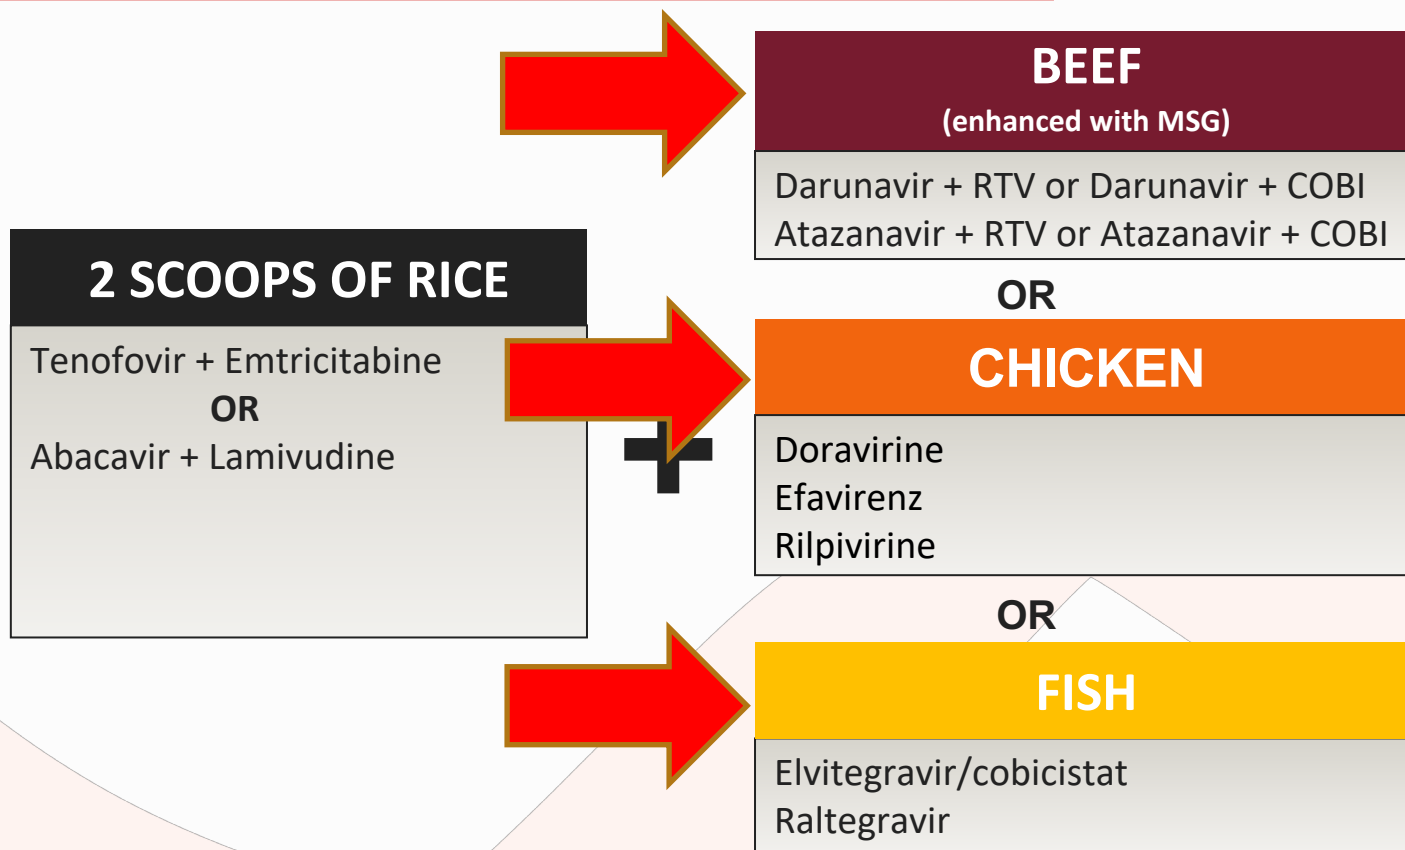 2 SCOOPS OF RICE
Tenofovir + Emtricitabine
OR
Abacavir + Lamivudine
+
BEEF
(enhanced with MSG)
Darunavir + RTV or Darunavir + COBI
Atazanavir + RTV or Atazanavir + COBI
OR
CHICKEN
Doravirine
Efavirenz
Rilpivirine
OR
FISH
Elvitegravir/cobicistat
Raltegravir